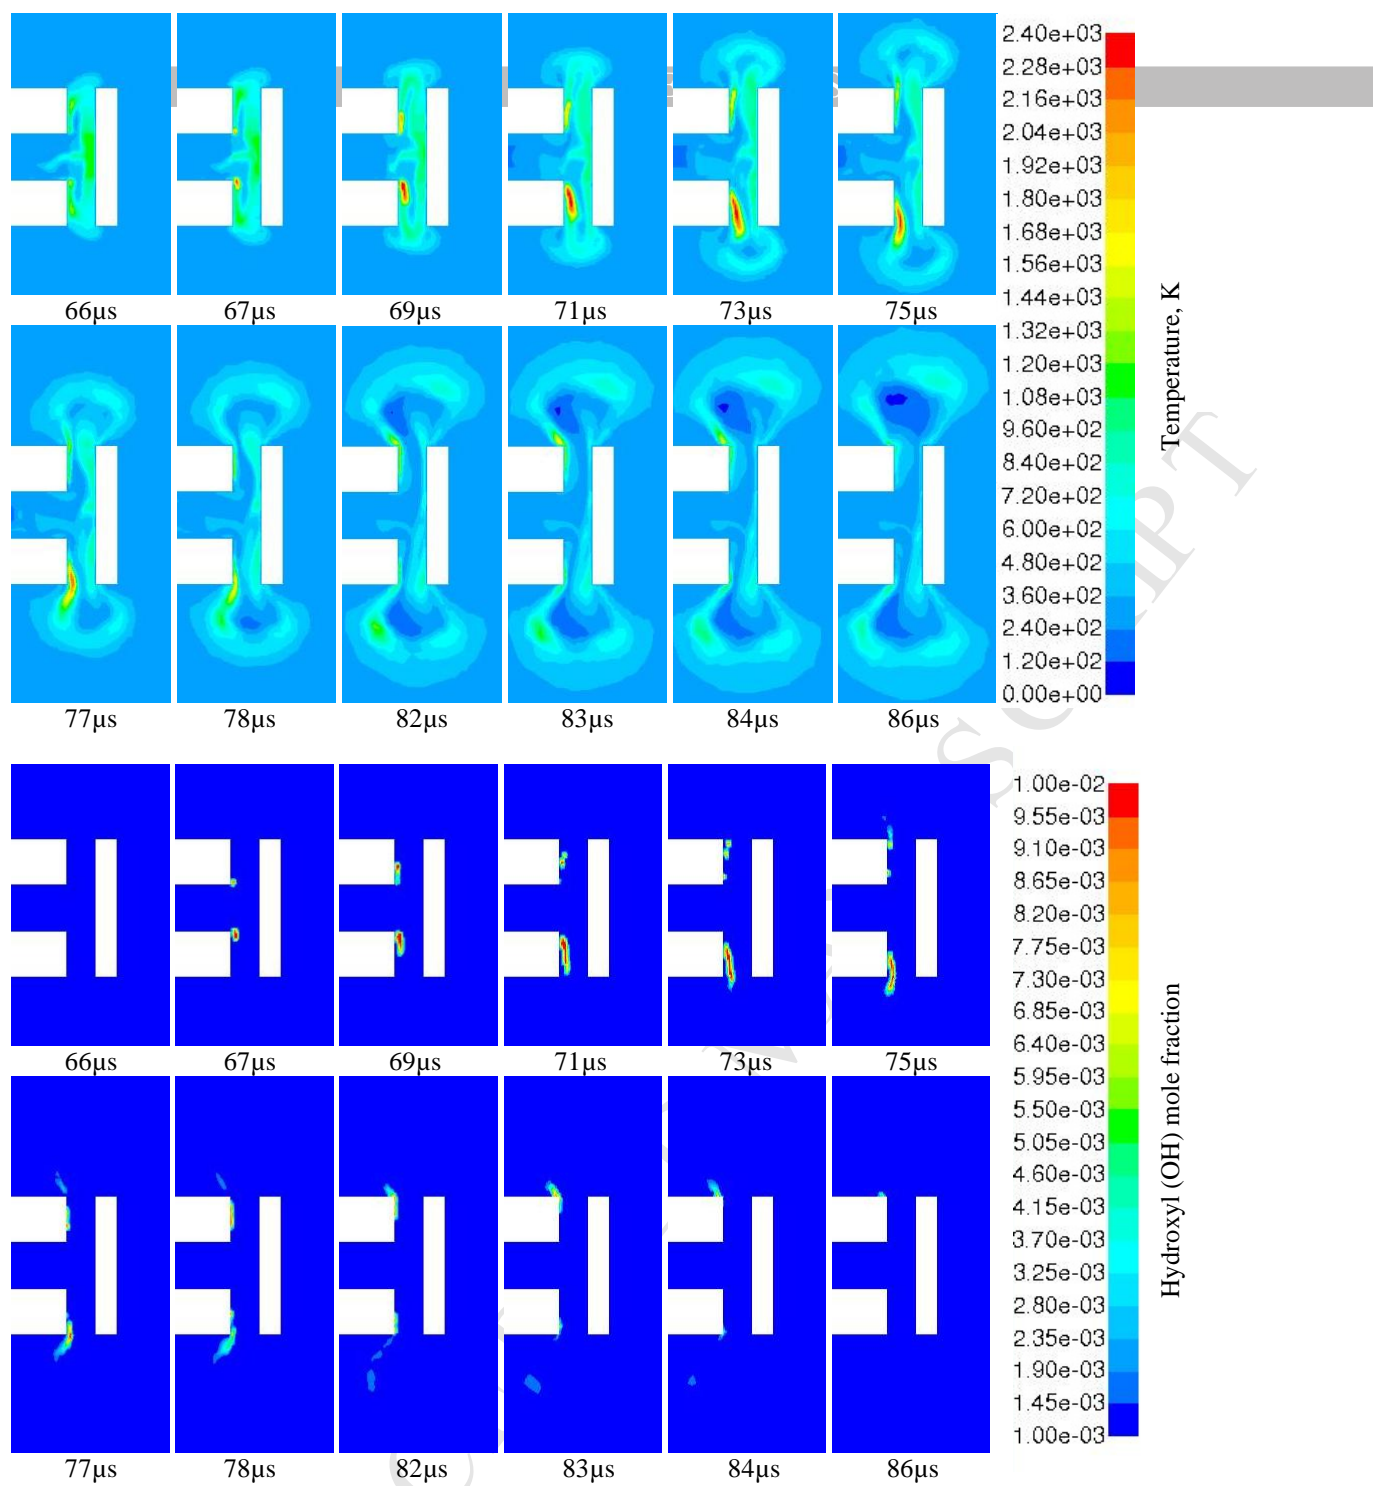 2.40e+03
2.28e+03
2.16e+03
2.04e+03
1.92e+03
1.80e+03
1.68e+03
1.56e+03
1.44e+03
1.32e+03
1.20e+03
1.08e+03
9.60e+02
8.40e+02
7.20e+02
6.00e+02
4.80e+02
3.60e+02
2.40e+02
1.20e+02
0.00e+00
Temperature, K
66µs 67µs 69µs 71µs 73µs 75µs
77µs 78µs 82µs 83µs 84µs 86µs
1.00e-02
9.55e-03
9.10e-03
8.65e-03
8.20e-03
7.75e-03
7.30e-03
6.85e-03
6.40e-03
5.95e-03
5.50e-03
5.05e-03
4.60e-03
4.15e-03
3.70e-03
3.25e-03
2.80e-03
2.35e-03
1.90e-03
1.45e-03
1.00e-03
Hydroxyl (OH) mole fraction
66µs 67µs 69µs 71µs 73µs 75µs
77µs 78µs 82µs 83µs 84µs 86µs